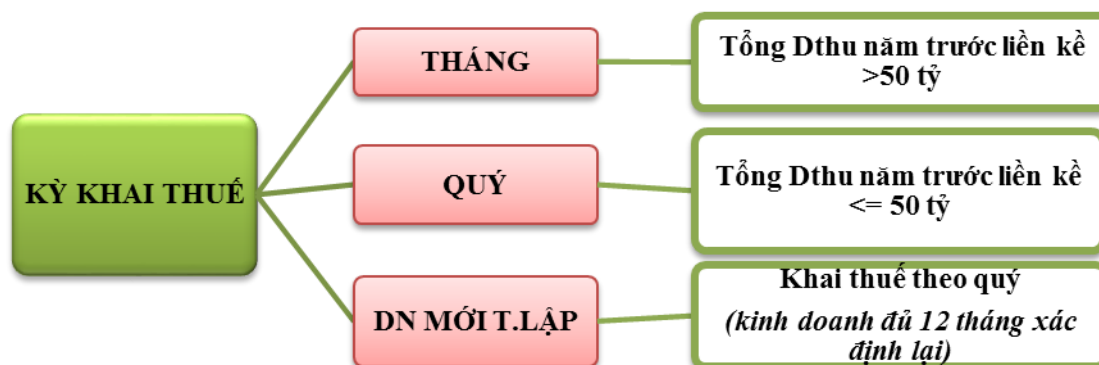 KỲ KHAI THUẾ
THÁNG
Tổng Dthu năm trước liền kề
>50 tỷ
QUÝ
Tổng Dthu năm trước liền kề
<= 50 tỷ
DN MỚI T.LẬP
Khai thuế theo quý
(kinh doanh đủ 12 tháng xác
định lại)